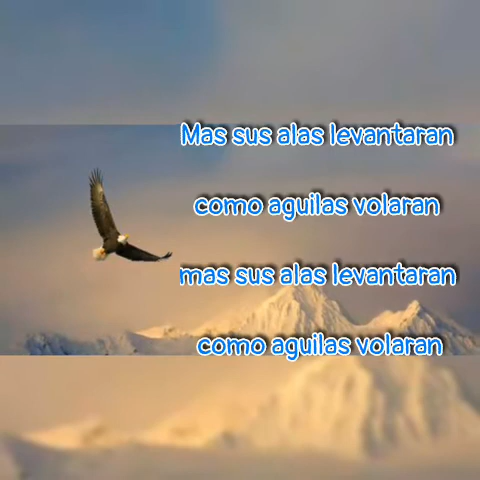 Mas sus alas levantaran
como aguilas volaran
mas sus alas levantaran
como aguilas volaran